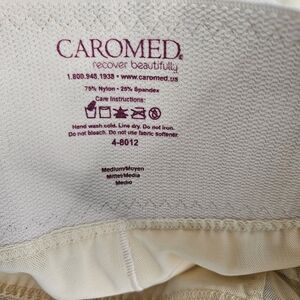 CAROMED®
recover beautifully
1.800.948.1938 • www.caromed.us
75% Nylon • 25% Spandex
Care Instructions:
Hand wash cold. Line dry. Do not iron.
Do not bleach. Do not use fabric softener.
4-8012
Medium/Moyen
Mittel/Media
Medio